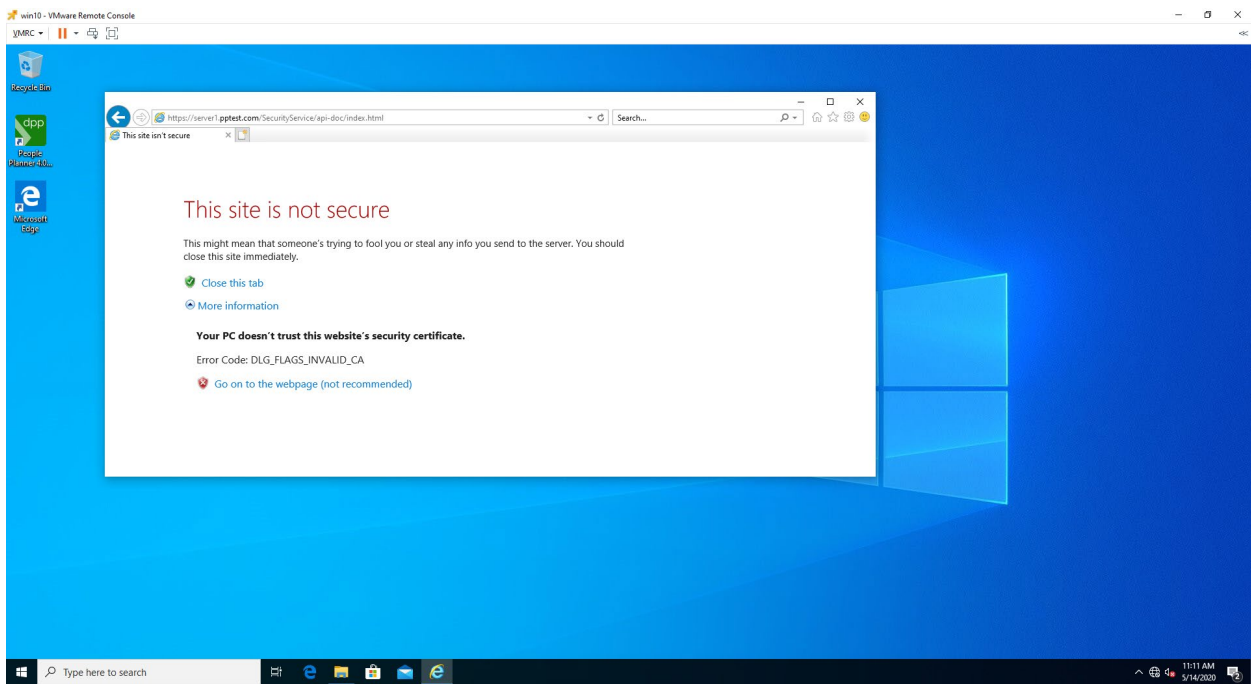 win10 - VMware Remote Console
VMRC
Recycle Bin
dpp
People
Planner 4.0...
Microsoft
Edge
https://server1.pptest.com/SecurityService/api-doc/index.html
Search...
This site isn't secure
This site is not secure
This might mean that someone's trying to fool you or steal any info you send to the server. You should
close this site immediately.
Close this tab
More information
Your PC doesn't trust this website's security certificate.
Error Code: DLG_FLAGS_INVALID_CA
Go on to the webpage (not recommended)
Type here to search
11:11 AM
5/14/2020
2